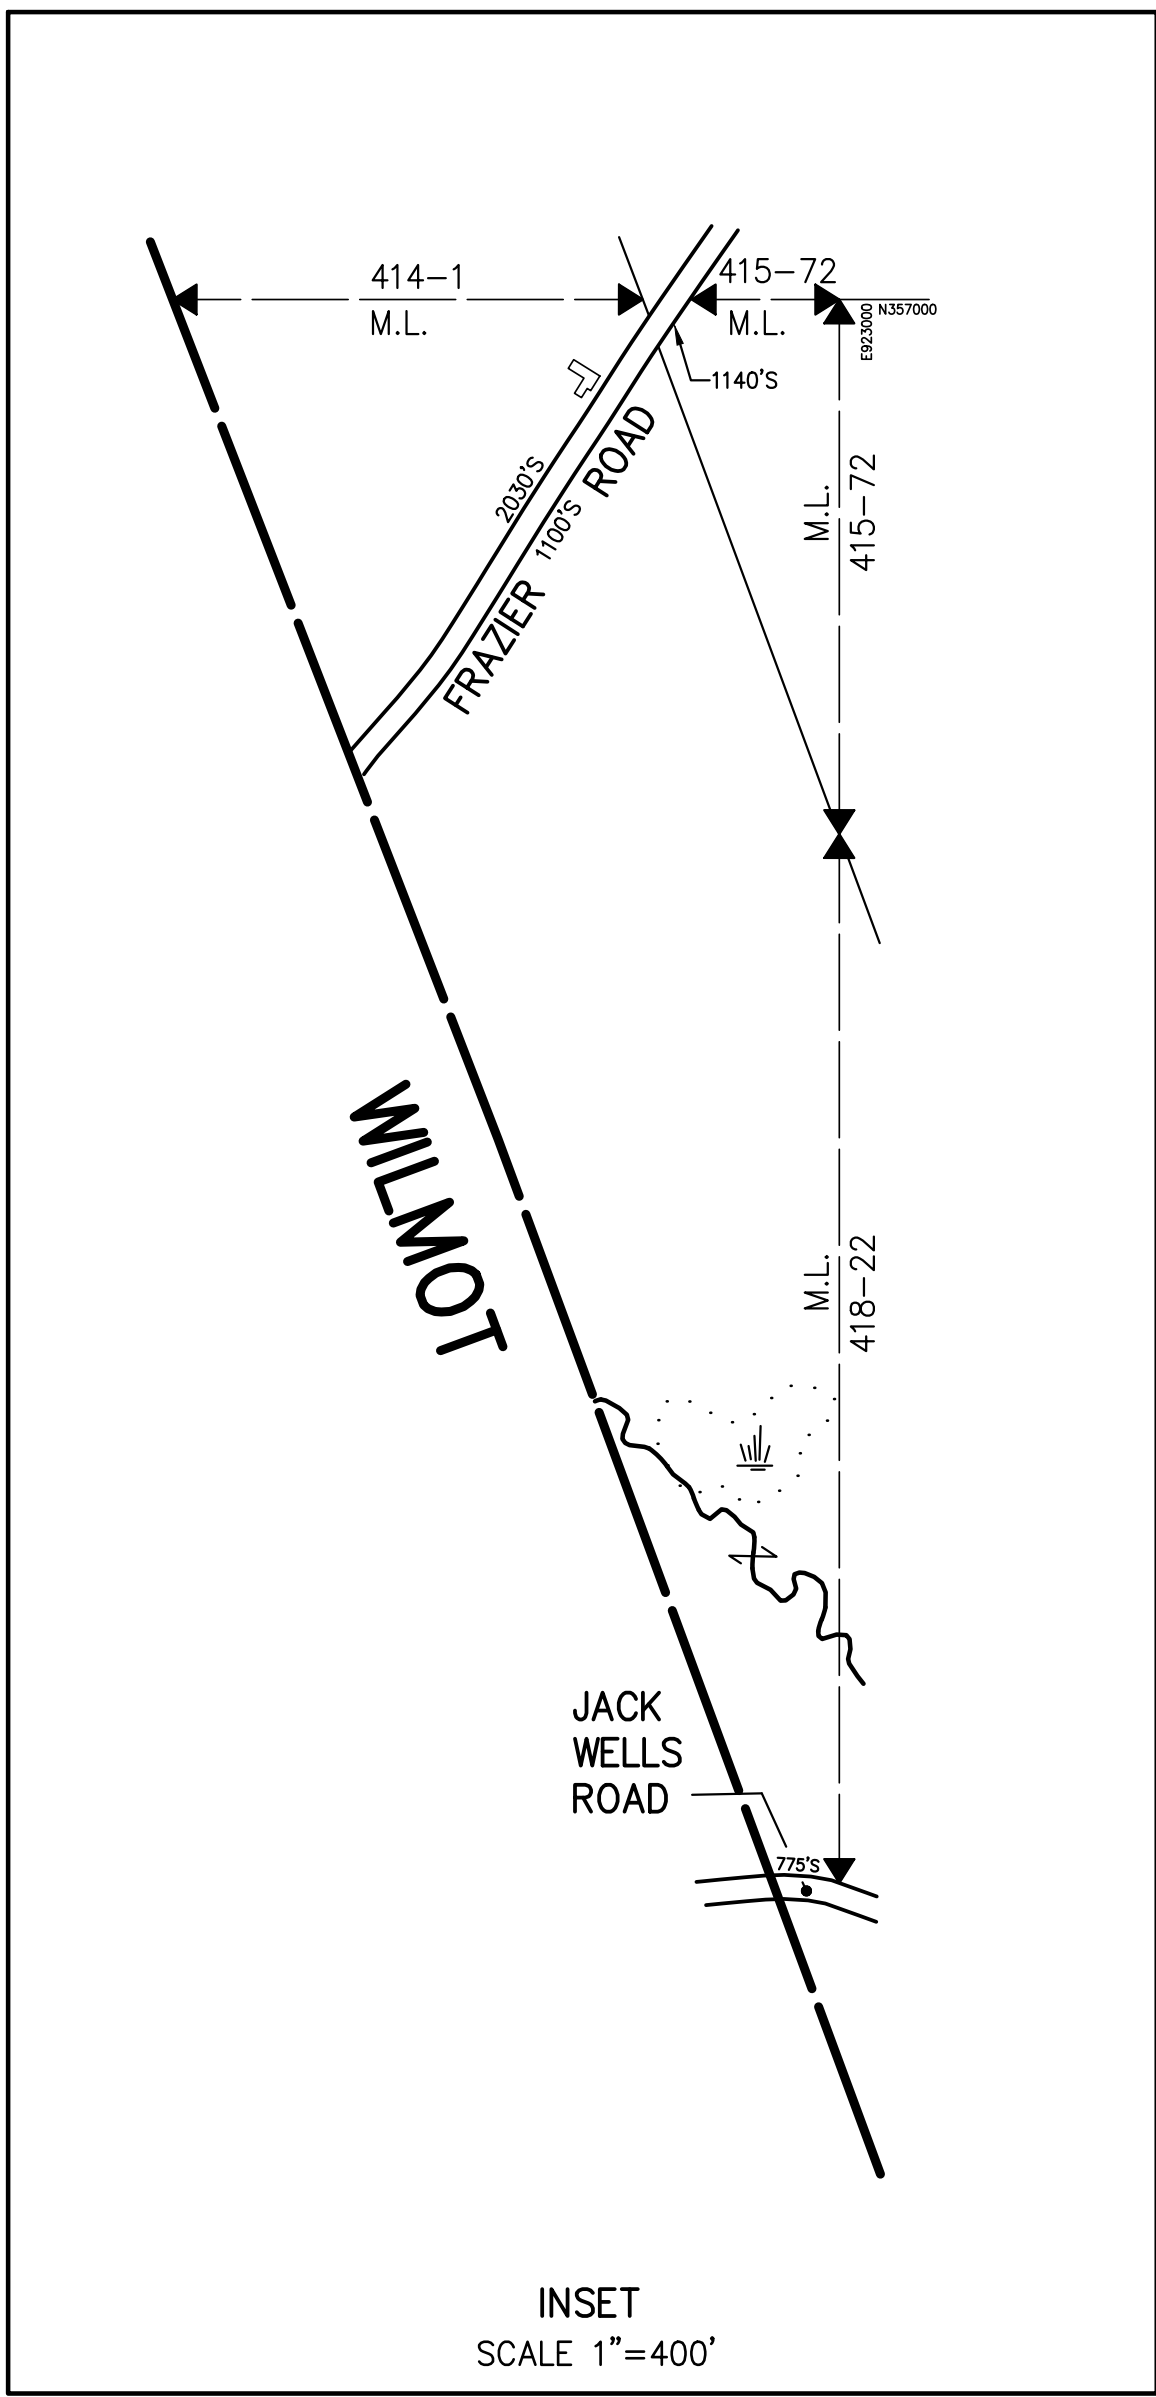 414-1
M.L.
415-72
M.L.
N357000
E923000
1140'S
2030'S
1100'S
FRAZIER ROAD
M.L.
415-72
WILMOT
M.L.
418-22
JACK
WELLS
ROAD
775'S
INSET
SCALE 1"=400'